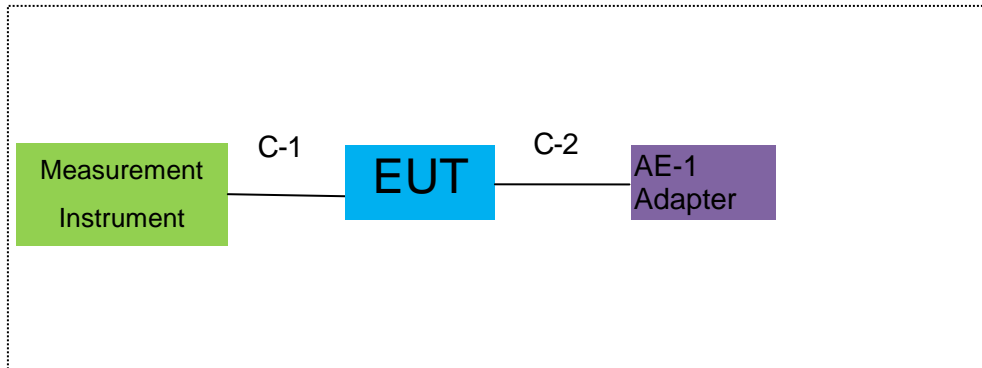 Measurement
Instrument
C-1
EUT
C-2
AE-1
Adapter